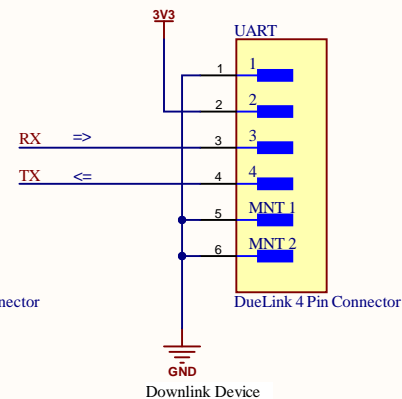 3V3
UART
1 1
2 2
RX => 3 3
TX <= 4 4
5 MNT 1
6 MNT 2
nector
DueLink 4 Pin Connector
GND
Downlink Device